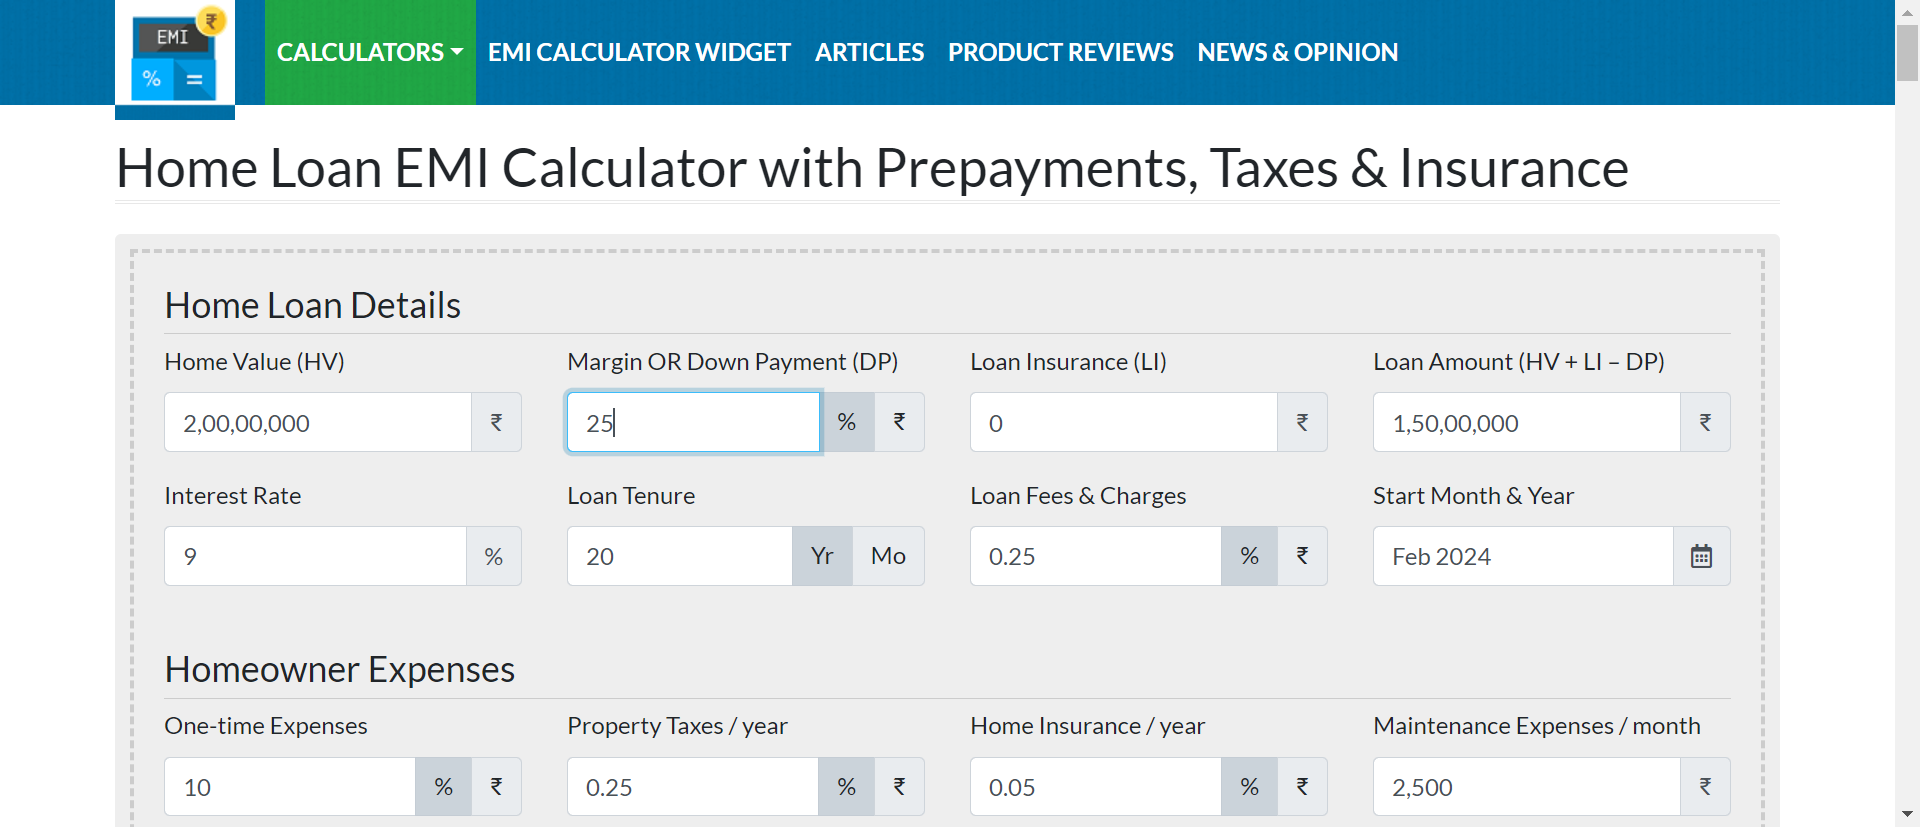 EMI ₹
% =
CALCULATORS EMI CALCULATOR WIDGET ARTICLES PRODUCT REVIEWS NEWS & OPINION
Home Loan EMI Calculator with Prepayments, Taxes & Insurance
Home Loan Details
Home Value (HV) Margin OR Down Payment (DP) Loan Insurance (LI) Loan Amount (HV + LI – DP)
2,00,00,000 ₹ 25 % ₹ 0 ₹ 1,50,00,000 ₹
Interest Rate Loan Tenure Loan Fees & Charges Start Month & Year
9 % 20 Yr Mo 0.25 % ₹ Feb 2024
Homeowner Expenses
One-time Expenses Property Taxes / year Home Insurance / year Maintenance Expenses / month
10 % ₹ 0.25 % ₹ 0.05 % ₹ 2,500 ₹